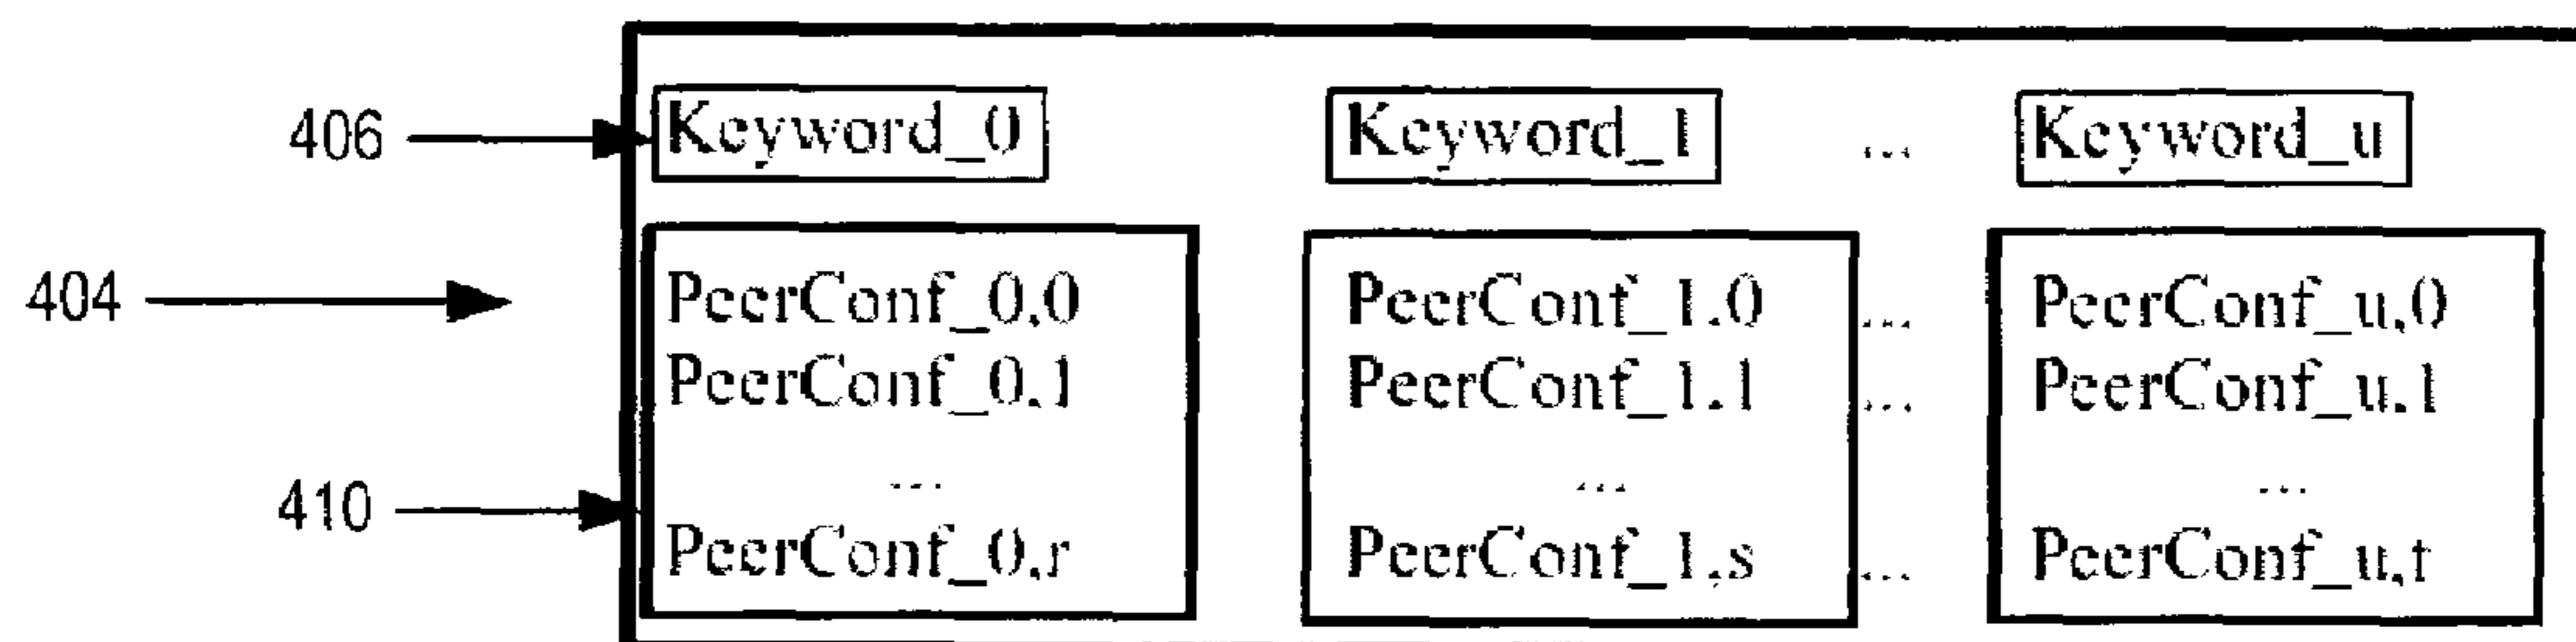 406 Keyword_0 Keyword_1 ... Keyword_u
404 PeerConf_0,0 PeerConf_1,0 ... PeerConf_u,0
PeerConf_0,1 PeerConf_1,1 ... PeerConf_u,1
... ... ...
410
PeerConf_0,r PeerConf_1,s ... PeerConf_u,t